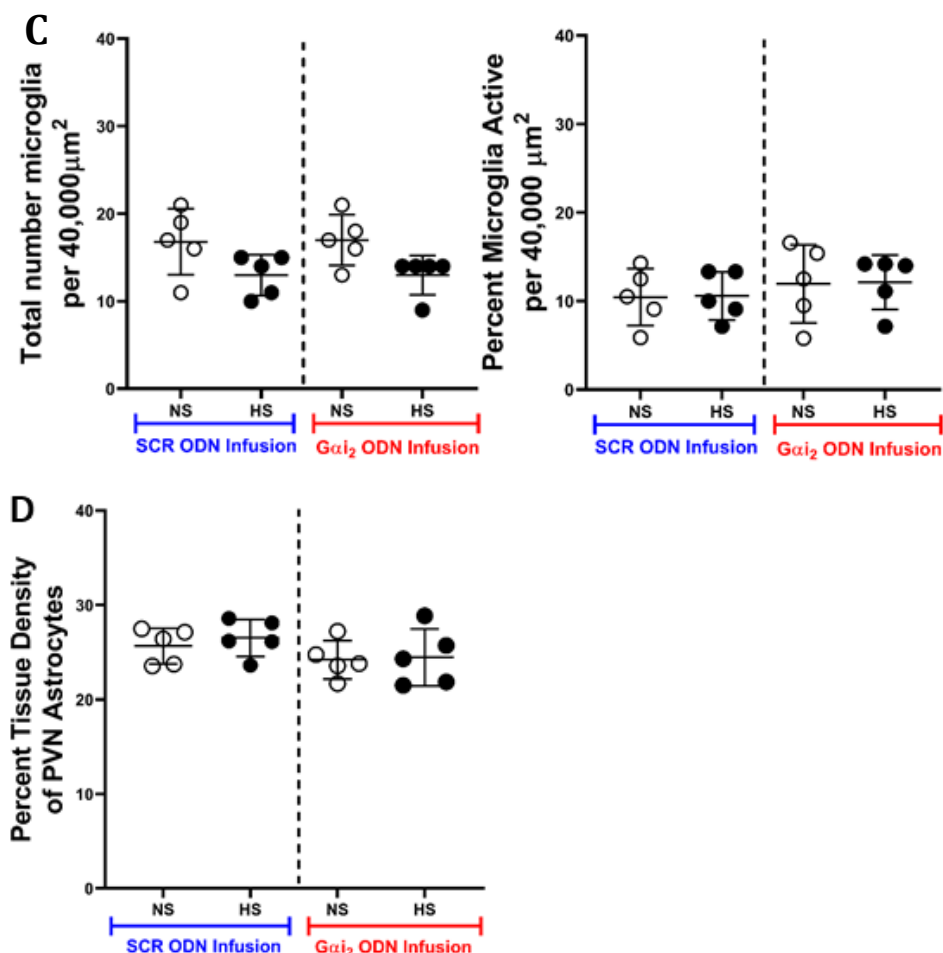 C
Total number microglia
per 40,000μm²
40
30
20
10
0
NS HS NS HS
SCR ODN Infusion Gαi₂ ODN Infusion
Percent Microglia Active
per 40,000 μm²
40
30
20
10
0
NS HS NS HS
SCR ODN Infusion Gαi₂ ODN Infusion
D
Percent Tissue Density
of PVN Astrocytes
40
30
20
10
0
NS HS NS HS
SCR ODN Infusion Gαi₂ ODN Infusion